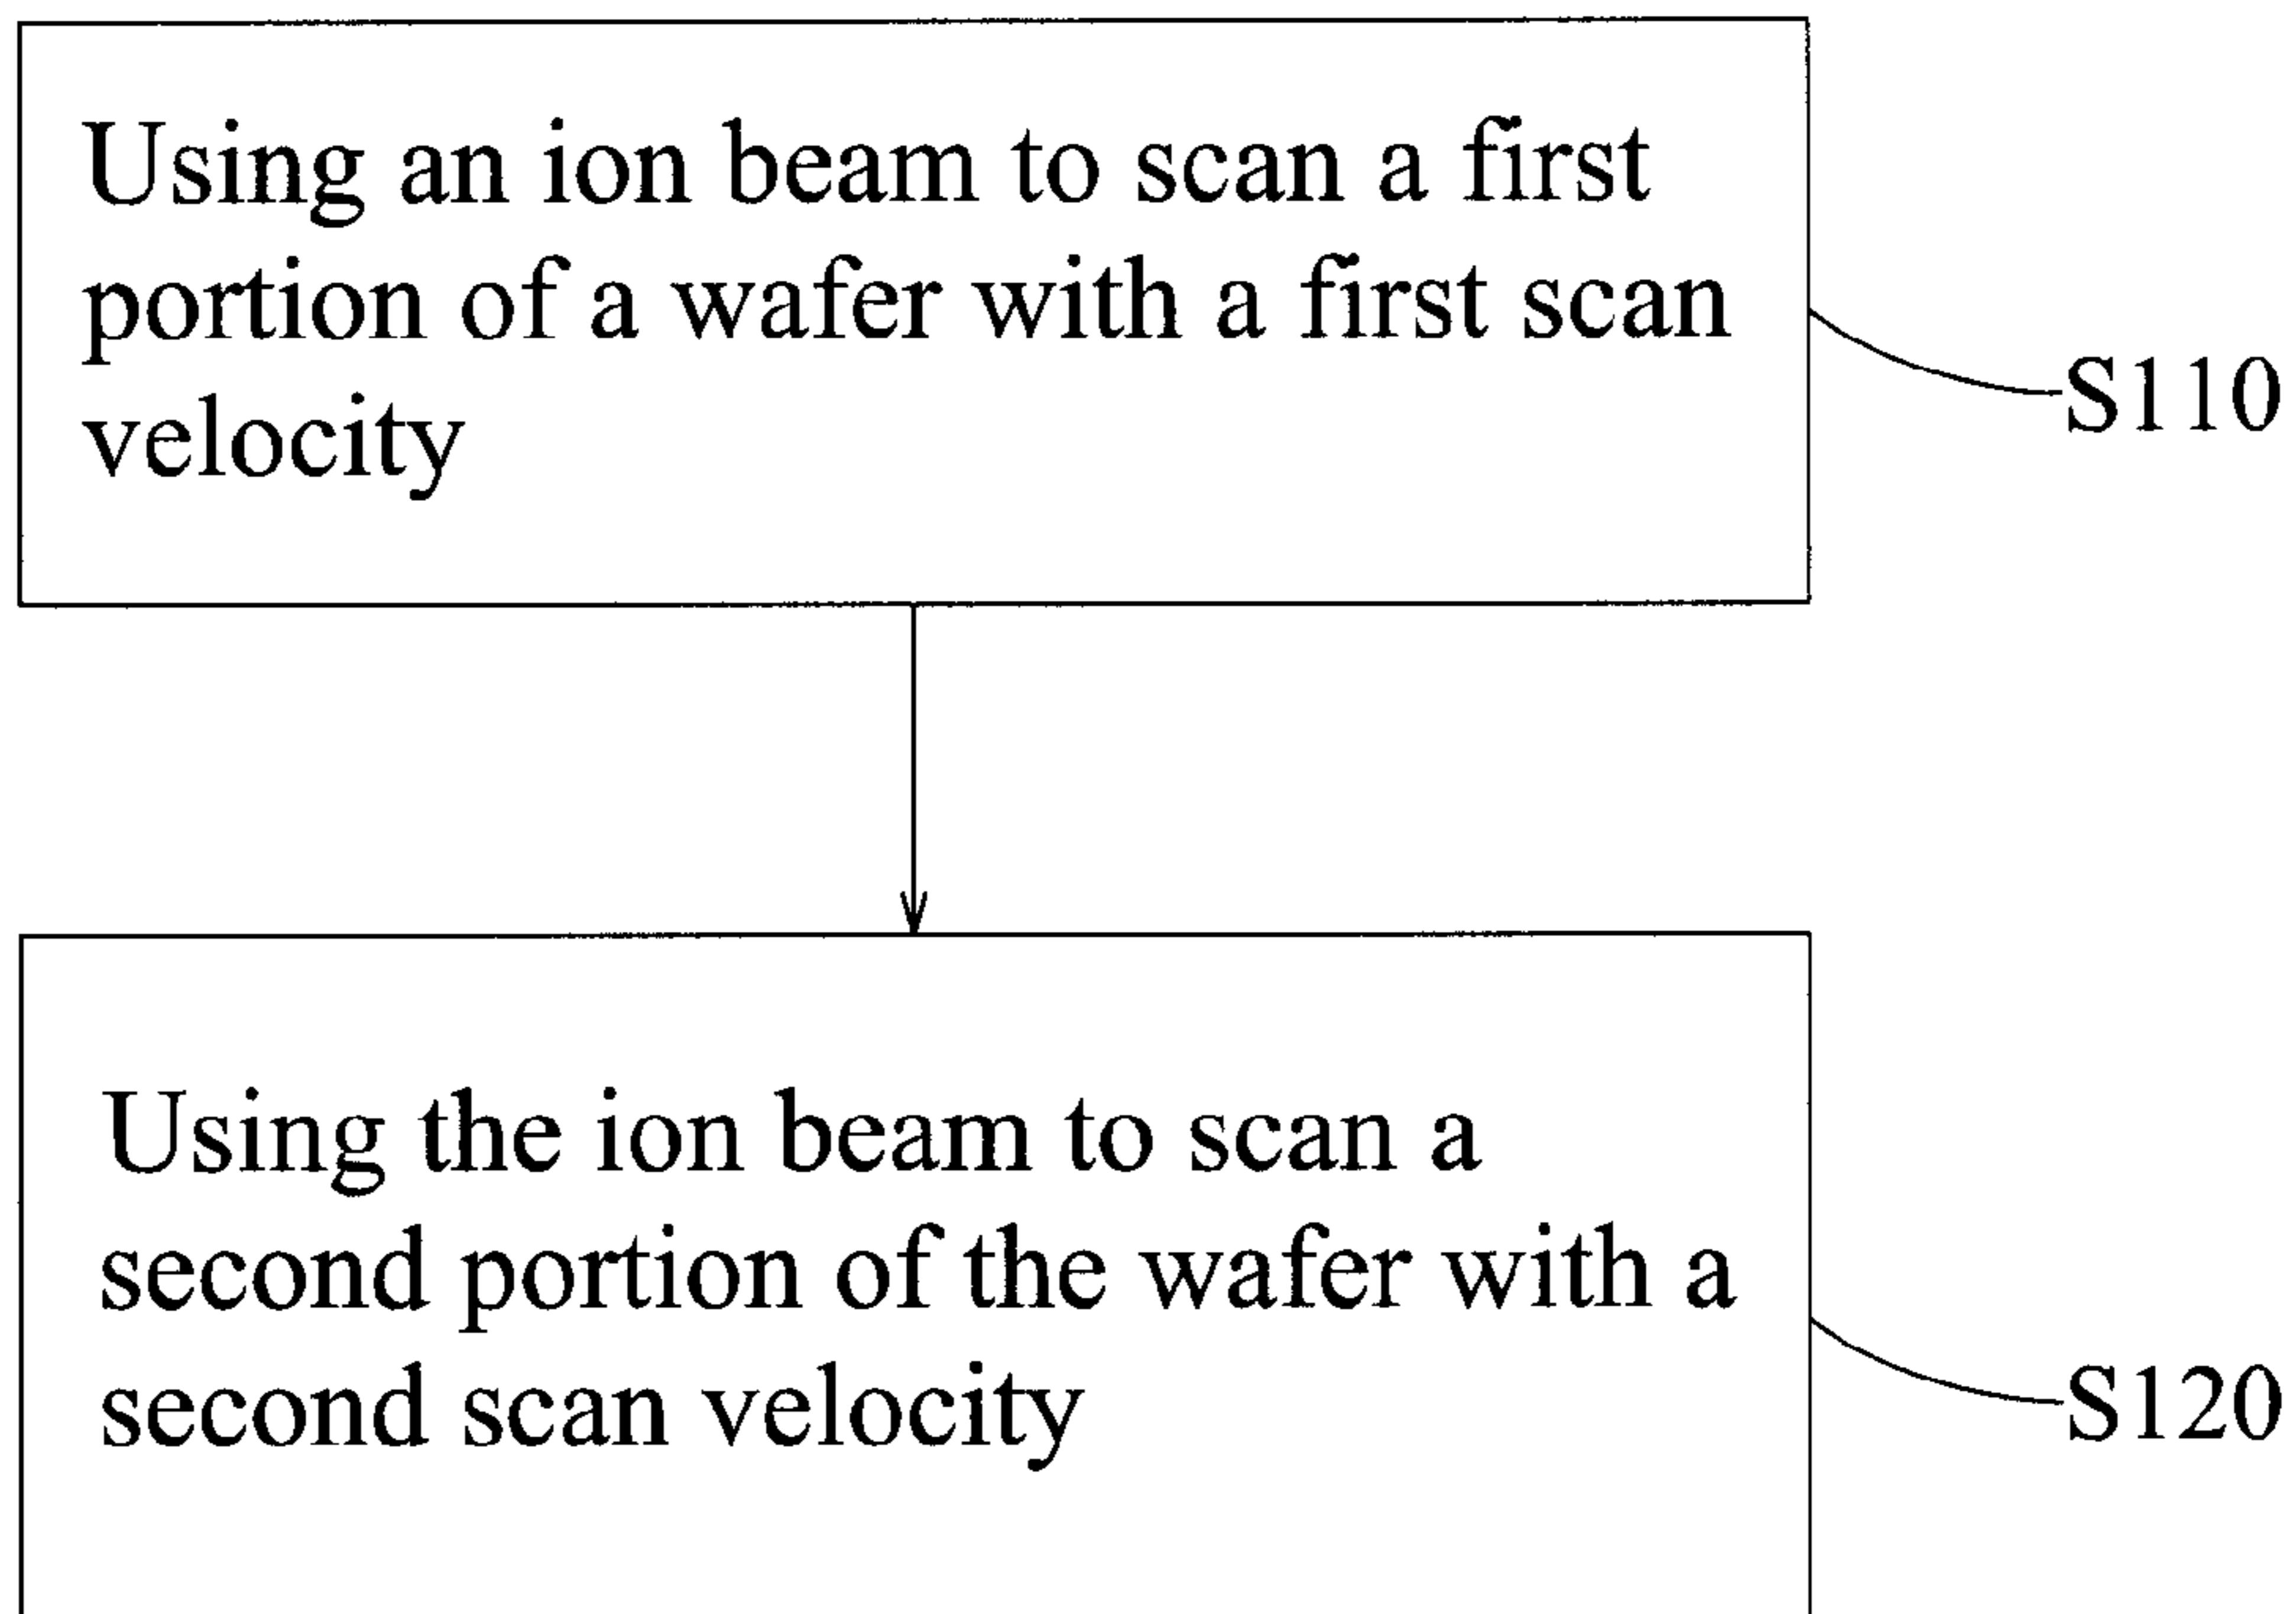 Using an ion beam to scan a first
portion of a wafer with a first scan
velocity
S110
Using the ion beam to scan a
second portion of the wafer with a
second scan velocity
S120